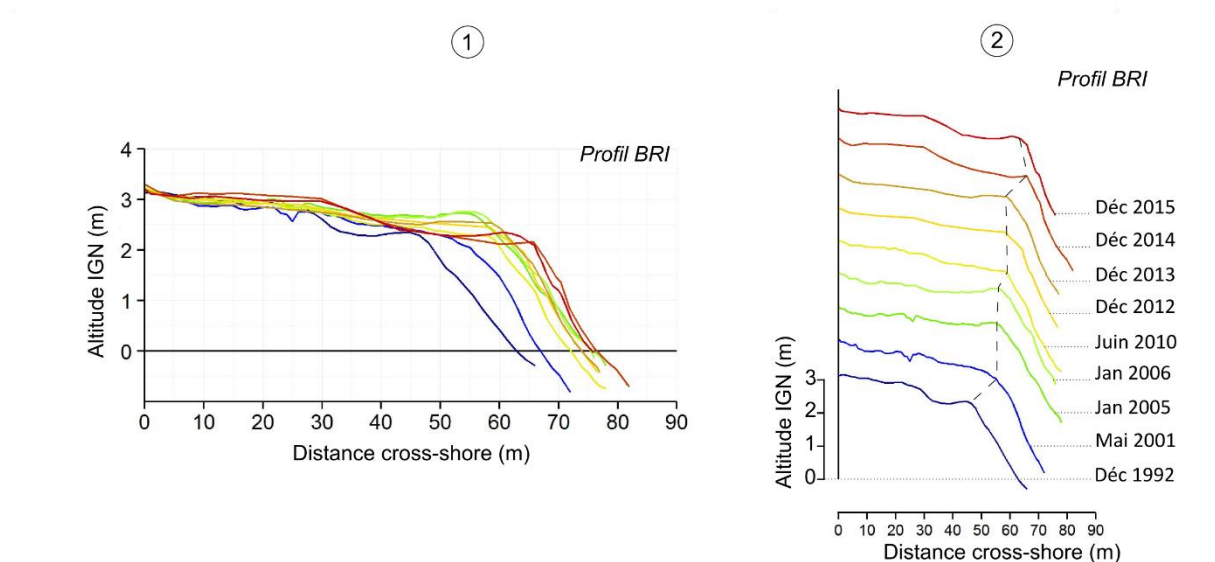 1
Profil BRI
4
3
2
1
0
Altitude IGN (m)
0 10 20 30 40 50 60 70 80 90
Distance cross-shore (m)
2
Profil BRI
Déc 2015
Déc 2014
Déc 2013
Déc 2012
Juin 2010
Jan 2006
Jan 2005
Mai 2001
Déc 1992
3
2
1
0
Altitude IGN (m)
0 10 20 30 40 50 60 70 80 90
Distance cross-shore (m)